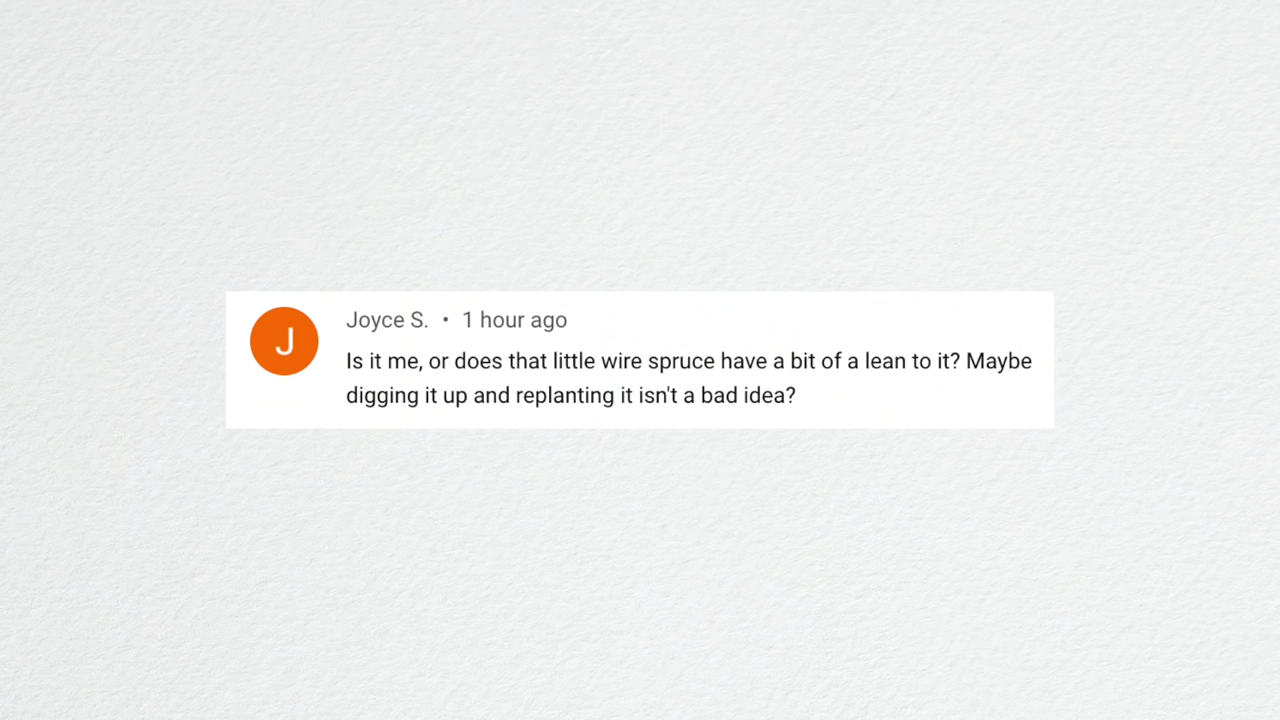 J
Joyce S. • 1 hour ago
Is it me, or does that little wire spruce have a bit of a lean to it? Maybe
digging it up and replanting it isn't a bad idea?